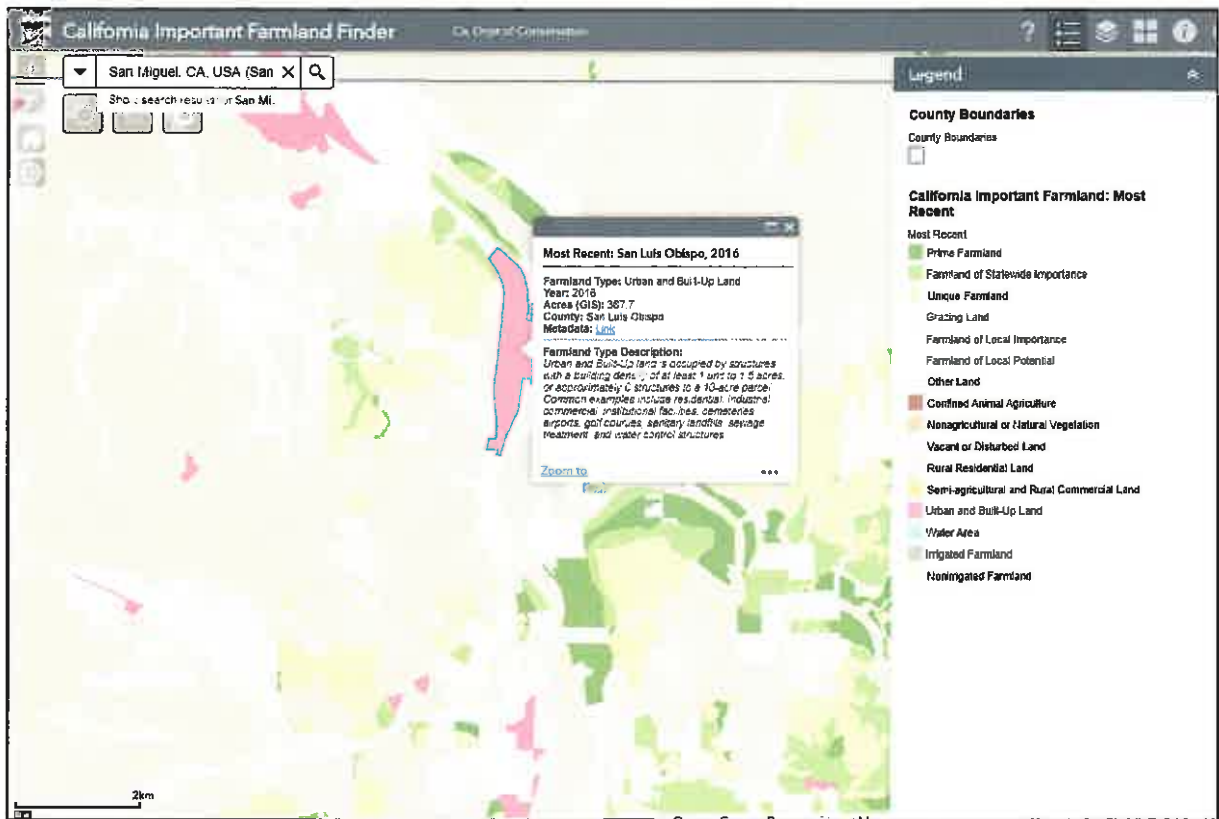 California Important Farmland Finder
San Miguel, CA, USA (San
Show search results for San Mi.
Most Recent: San Luis Obispo, 2016
Farmland Type: Urban and Built-Up Land
Year: 2016
Acres (GIS): 367.7
County: San Luis Obispo
Metadata: Link
Farmland Type Description:
Urban and Built-Up land is occupied by structures
with a building density of at least 1 unit to 1.5 acres,
or approximately 6 structures to a 10-acre parcel.
Common examples include residential, industrial,
commercial, institutional facilities, cemeteries,
airports, golf courses, sanitary landfills, sewage
treatment, and water control structures.
Zoom to
2km
Legend
County Boundaries
County Boundaries
California Important Farmland: Most
Recent
Most Recent
Prime Farmland
Farmland of Statewide Importance
Unique Farmland
Grazing Land
Farmland of Local Importance
Farmland of Local Potential
Other Land
Confined Animal Agriculture
Nonagricultural or Natural Vegetation
Vacant or Disturbed Land
Rural Residential Land
Semi-agricultural and Rural Commercial Land
Urban and Built-Up Land
Water Area
Irrigated Farmland
Nonirrigated Farmland